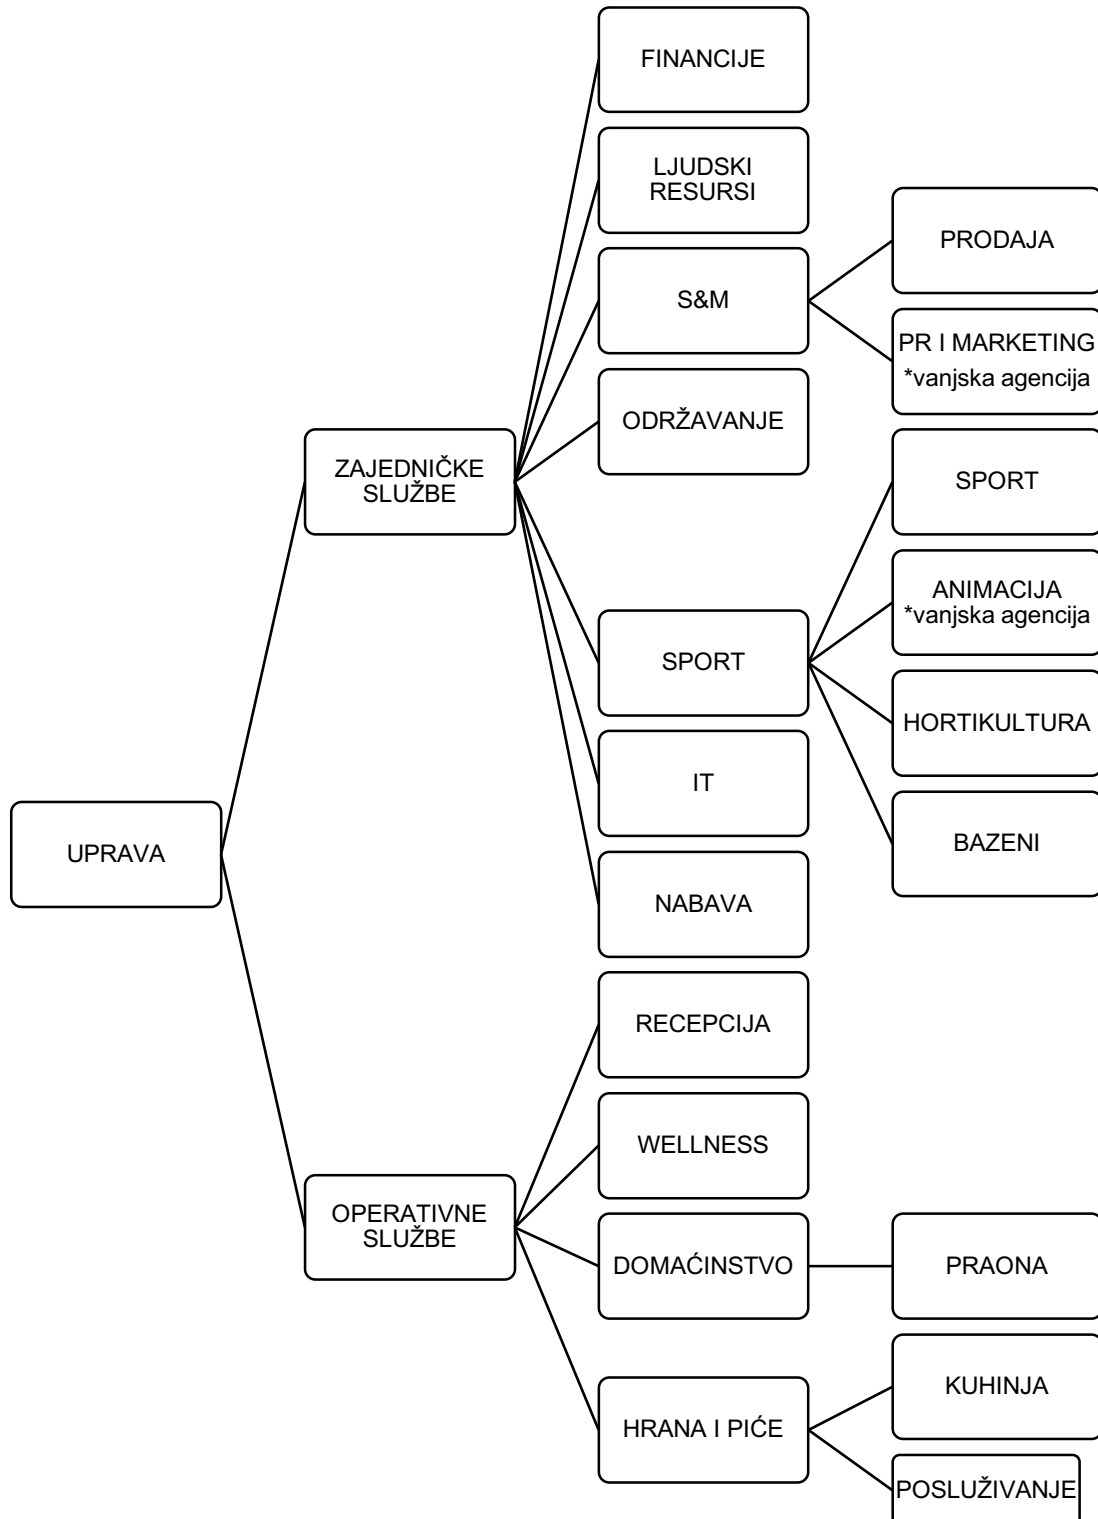 FINANCIJE
LJUDSKI
RESURSI
PRODAJA
S&M
PR I MARKETING
*vanjska agencija
ODRŽAVANJE
ZAJEDNIČKE
SLUŽBE
SPORT
ANIMACIJA
*vanjska agencija
SPORT
HORTIKULTURA
IT
UPRAVA
BAZENI
NABAVA
RECEPCIJA
WELLNESS
OPERATIVNE
SLUŽBE
DOMAĆINSTVO
PRAONA
KUHINJA
HRANA I PIĆE
POSLUŽIVANJE